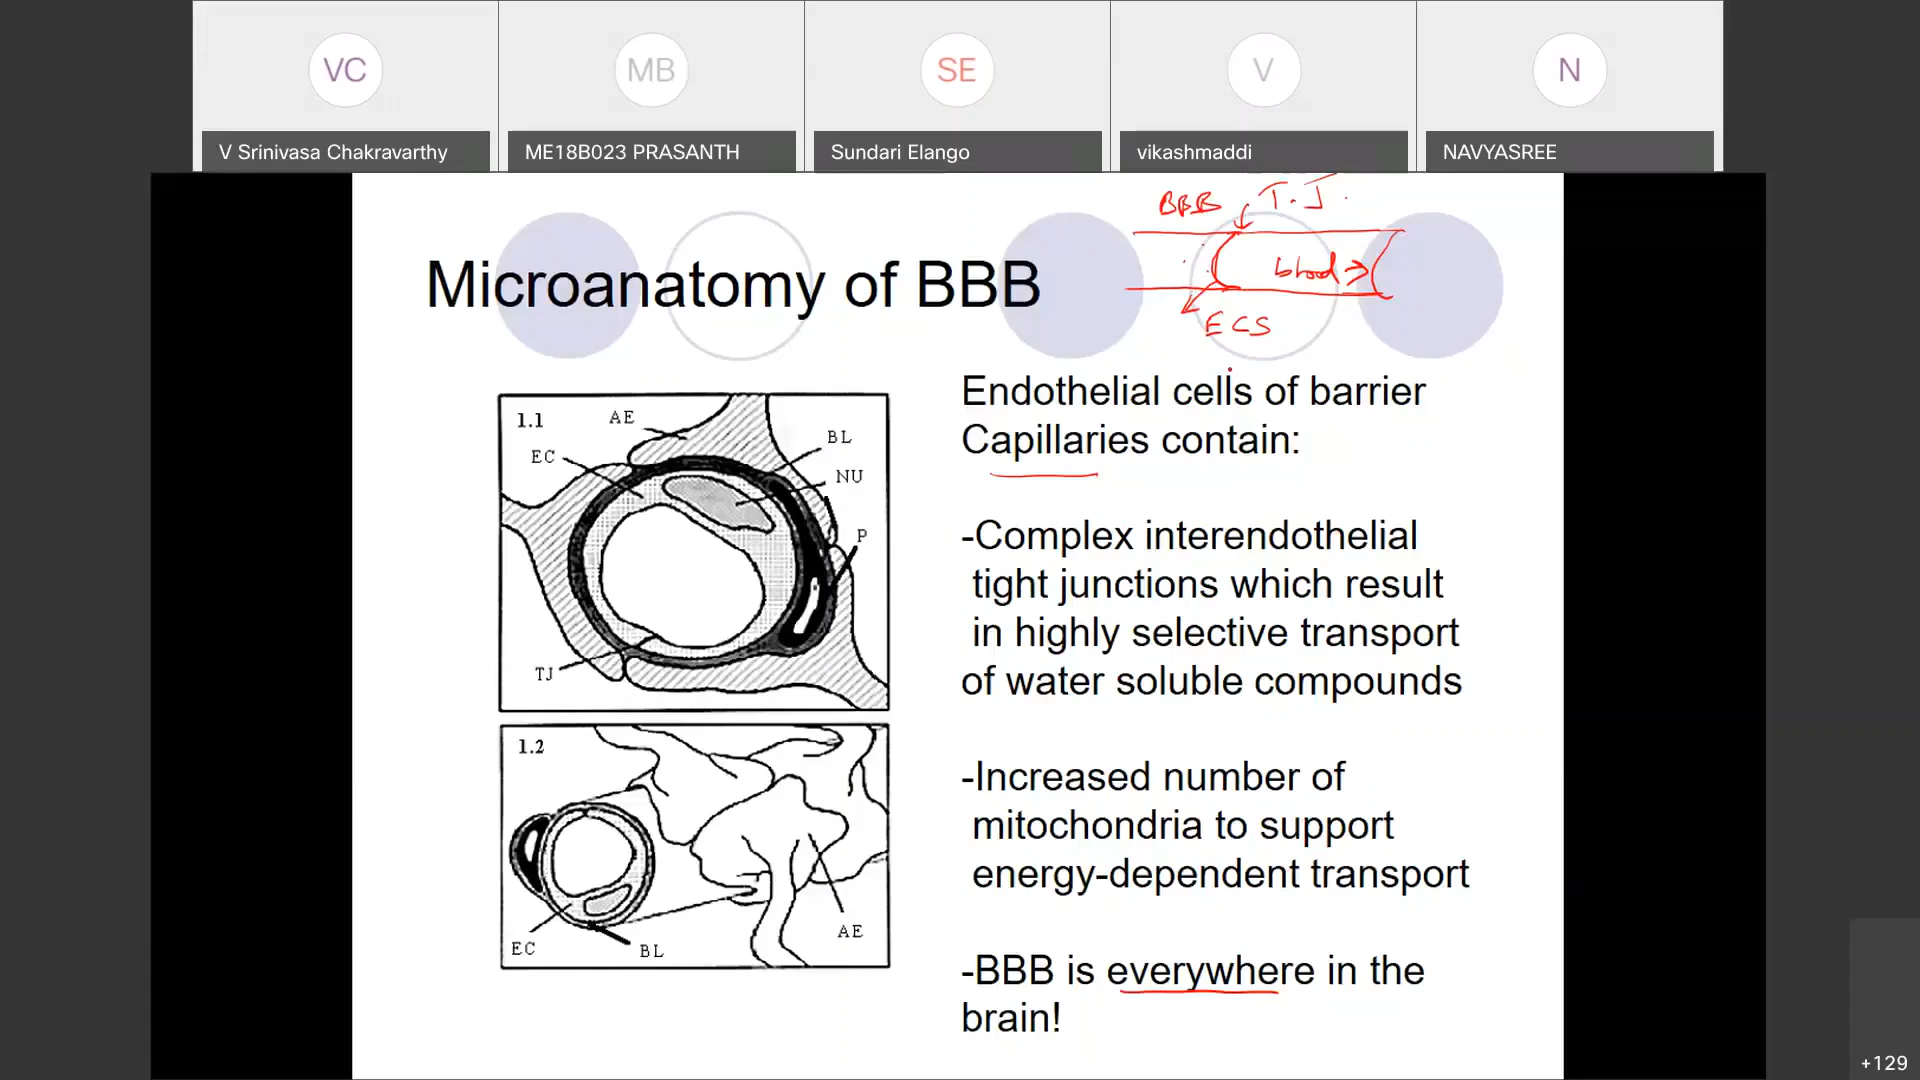 VC
MB
SE
V
N
V Srinivasa Chakravarthy
ME18B023 PRASANTH
Sundari Elango
vikashmaddi
NAVYASREE
BBB T.J.
blood
ECS
Microanatomy of BBB
1.1
AE
EC
BL
NU
P
TJ
1.2
EC
BL
AE
Endothelial cells of barrier
Capillaries contain:
-Complex interendothelial
tight junctions which result
in highly selective transport
of water soluble compounds
-Increased number of
mitochondria to support
energy-dependent transport
-BBB is everywhere in the
brain!
+129